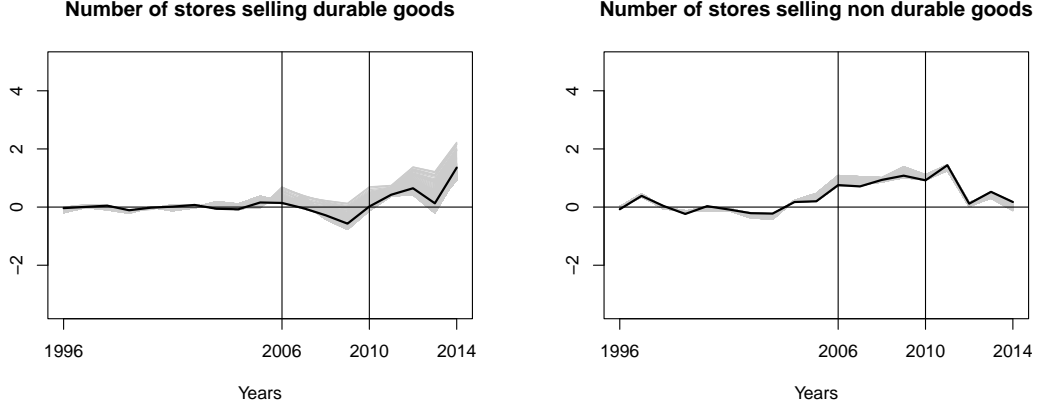 Number of stores selling durable goods
4
2
0
−2
1996 2006 2010 2014
Years
Number of stores selling non durable goods
4
2
0
−2
1996 2006 2010 2014
Years